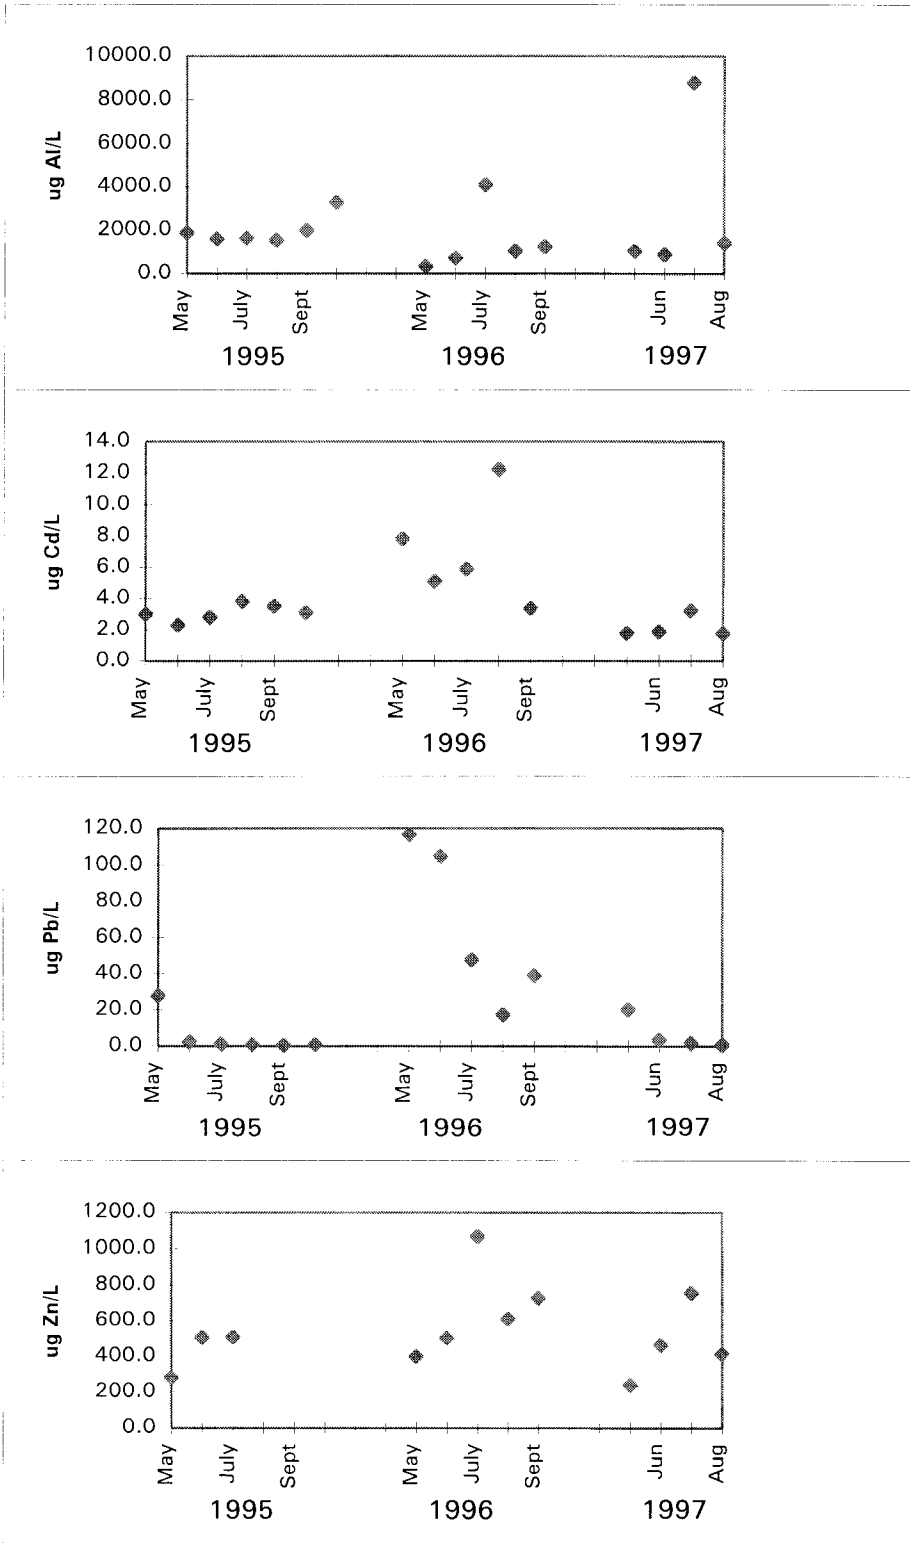 10000.0
8000.0
6000.0
4000.0
2000.0
0.0
ug Al/L
May July Sept May July Sept Jun Aug
1995 1996 1997
14.0
12.0
10.0
8.0
6.0
4.0
2.0
0.0
ug Cd/L
May July Sept May July Sept Jun Aug
1995 1996 1997
120.0
100.0
80.0
60.0
40.0
20.0
0.0
ug Pb/L
May July Sept May July Sept Jun Aug
1995 1996 1997
1200.0
1000.0
800.0
600.0
400.0
200.0
0.0
ug Zn/L
May July Sept May July Sept Jun Aug
1995 1996 1997